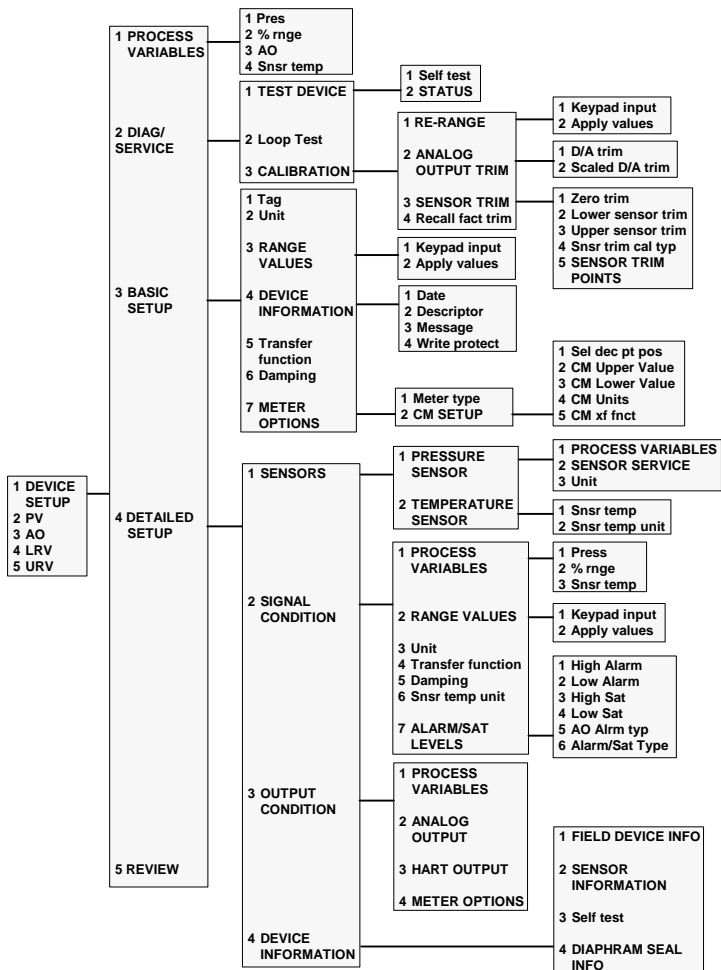 1 DEVICE
SETUP
2 PV
3 AO
4 LRV
5 URV
1 PROCESS
VARIABLES
2 DIAG/
SERVICE
3 BASIC
SETUP
4 DETAILED
SETUP
5 REVIEW
1 Pres
2 % rnge
3 AO
4 Snsr temp
1 TEST DEVICE
2 Loop Test
3 CALIBRATION
1 Self test
2 STATUS
1 RE-RANGE
2 ANALOG
OUTPUT TRIM
3 SENSOR TRIM
4 Recall fact trim
1 Keypad input
2 Apply values
1 D/A trim
2 Scaled D/A trim
1 Zero trim
2 Lower sensor trim
3 Upper sensor trim
4 Snsr trim cal typ
5 SENSOR TRIM
POINTS
1 Tag
2 Unit
3 RANGE
VALUES
4 DEVICE
INFORMATION
5 Transfer
function
6 Damping
7 METER
OPTIONS
1 Keypad input
2 Apply values
1 Date
2 Descriptor
3 Message
4 Write protect
1 Meter type
2 CM SETUP
1 Sel dec pt pos
2 CM Upper Value
3 CM Lower Value
4 CM Units
5 CM xf fnct
1 SENSORS
2 SIGNAL
CONDITION
3 OUTPUT
CONDITION
4 DEVICE
INFORMATION
1 PRESSURE
SENSOR
2 TEMPERATURE
SENSOR
1 PROCESS VARIABLES
2 SENSOR SERVICE
3 Unit
1 Snsr temp
2 Snsr temp unit
1 PROCESS
VARIABLES
2 RANGE VALUES
3 Unit
4 Transfer function
5 Damping
6 Snsr temp unit
7 ALARM/SAT
LEVELS
1 Press
2 % rnge
3 Snsr temp
1 Keypad input
2 Apply values
1 High Alarm
2 Low Alarm
3 High Sat
4 Low Sat
5 AO Alrm typ
6 Alarm/Sat Type
1 PROCESS
VARIABLES
2 ANALOG
OUTPUT
3 HART OUTPUT
4 METER OPTIONS
1 FIELD DEVICE INFO
2 SENSOR
INFORMATION
3 Self test
4 DIAPHRAM SEAL
INFO